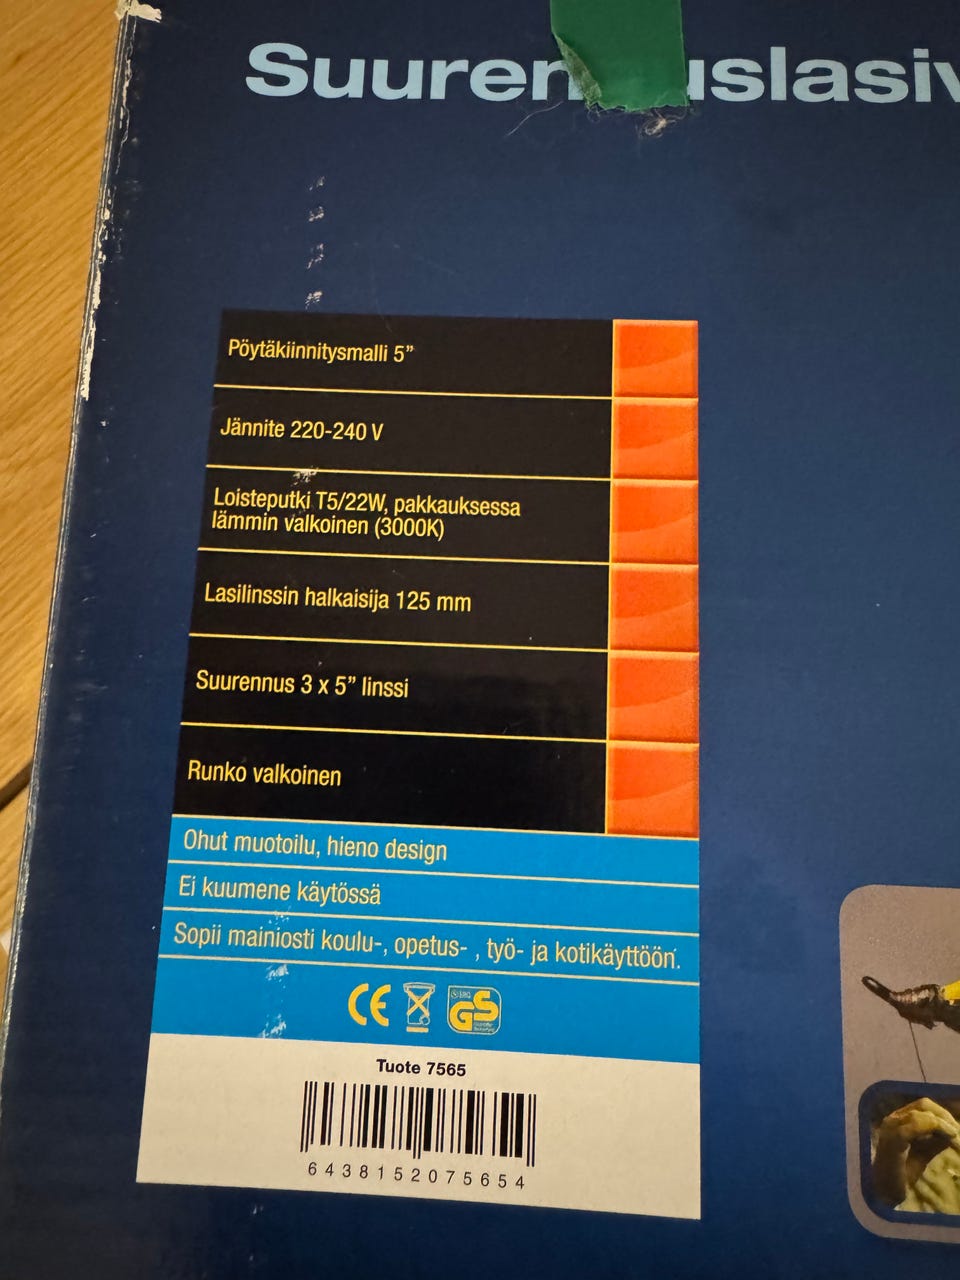 Pöytäkiinnitysmalli 5”
Jännite 220-240 V
Loisteputki T5/22W, pakkauksessa
lämmin valkoinen (3000K)
Lasilinssin halkaisija 125 mm
Suurennus 3 x 5” linssi
Runko valkoinen
Ohut muotoilu, hieno design
Ei kuumene käytössä
Sopii mainiosti koulu-, opetus- , työ- ja kotikäyttöön.
CE GS
Tuote 7565
6438152075654